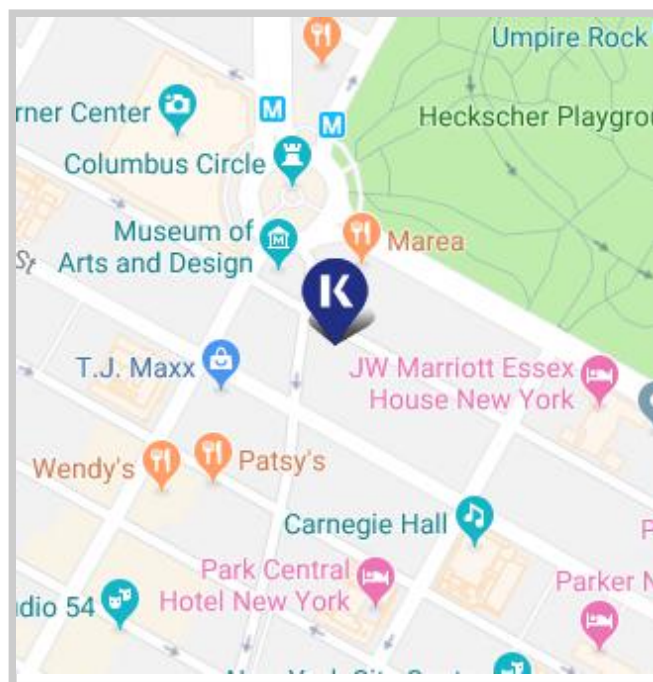 Umpire Rock
rner Center
M
M
Heckscher Playgrou
Columbus Circle
Museum of
Arts and Design
M
Marea
St
K
T.J. Maxx
JW Marriott Essex
House New York
Wendy's
Patsy's
Carnegie Hall
Park Central
Hotel New York
P
Parker N
dio 54